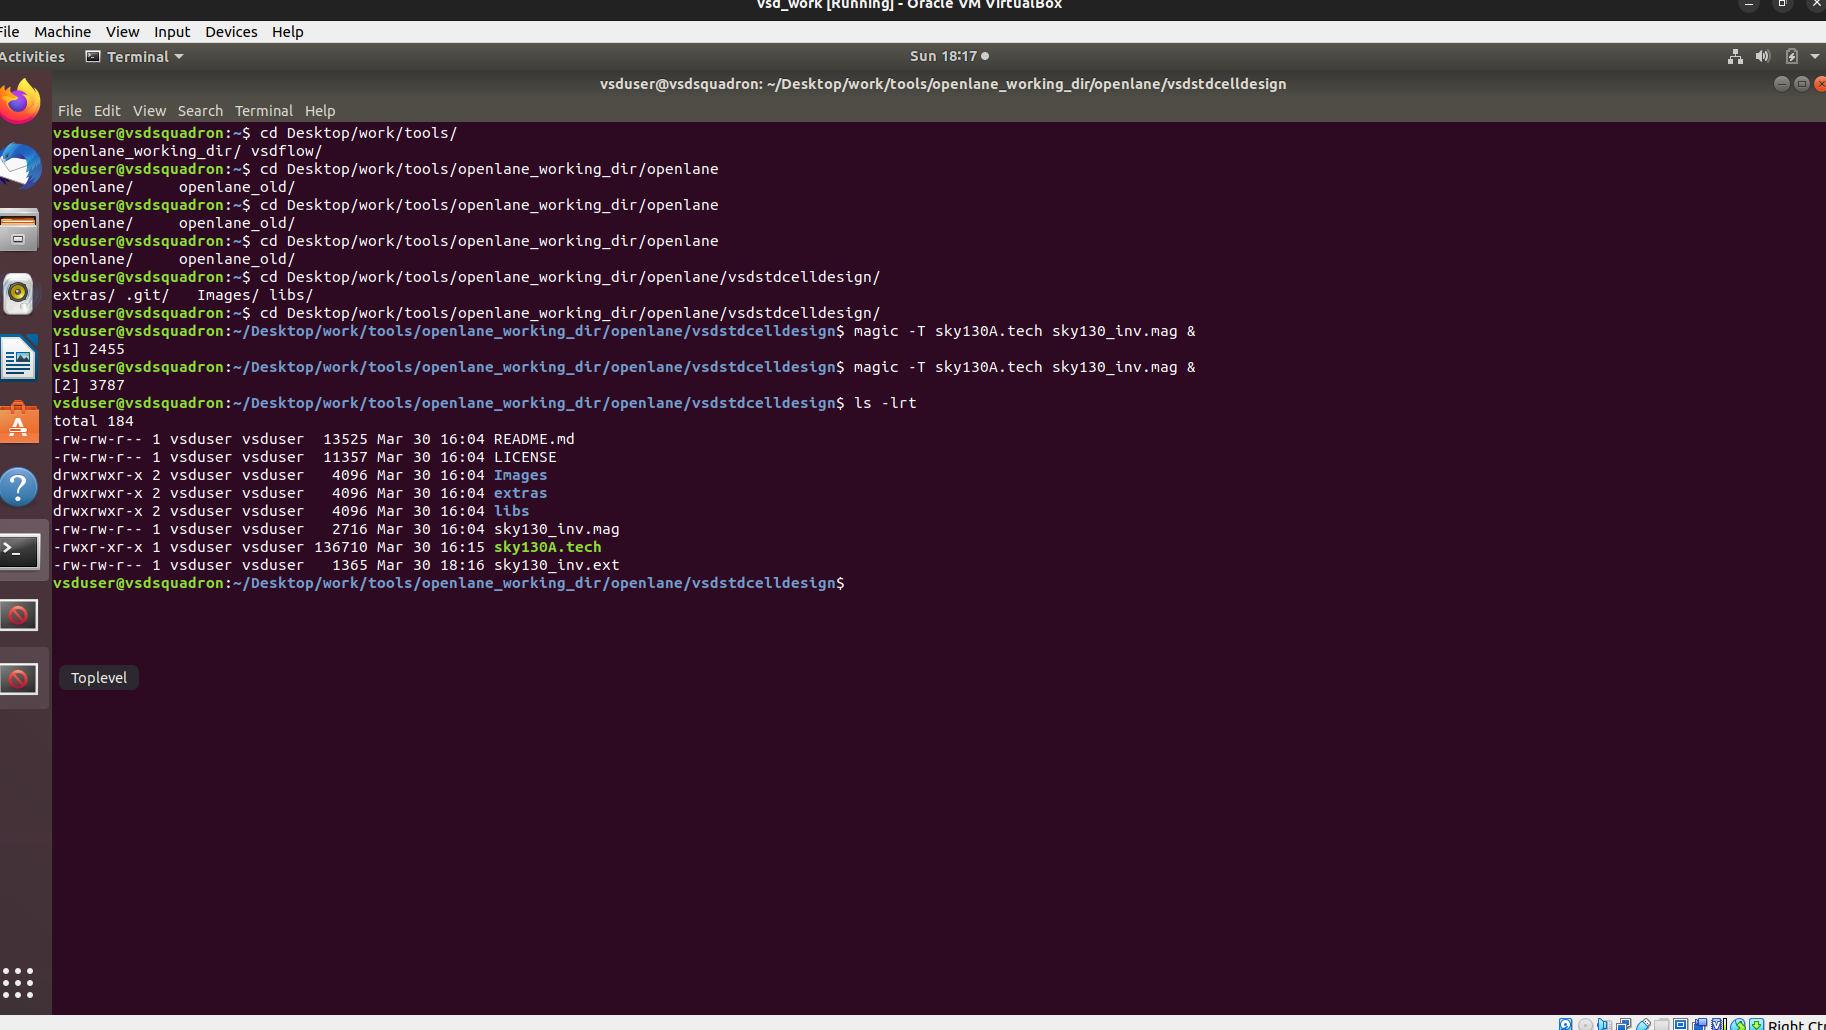 vsd_work [Running] - Oracle VM VirtualBox
File Machine View Input Devices Help
Activities Terminal Sun 18:17
vsduser@vsdsquadron: ~/Desktop/work/tools/openlane_working_dir/openlane/vsdstdcelldesign
File Edit View Search Terminal Help
vsduser@vsdsquadron:~$ cd Desktop/work/tools/
openlane_working_dir/ vsdflow/
vsduser@vsdsquadron:~$ cd Desktop/work/tools/openlane_working_dir/openlane
openlane/     openlane_old/
vsduser@vsdsquadron:~$ cd Desktop/work/tools/openlane_working_dir/openlane
openlane/     openlane_old/
vsduser@vsdsquadron:~$ cd Desktop/work/tools/openlane_working_dir/openlane
openlane/     openlane_old/
vsduser@vsdsquadron:~$ cd Desktop/work/tools/openlane_working_dir/openlane/vsdstdcelldesign/
extras/ .git/   Images/ libs/
vsduser@vsdsquadron:~$ cd Desktop/work/tools/openlane_working_dir/openlane/vsdstdcelldesign/
vsduser@vsdsquadron:~/Desktop/work/tools/openlane_working_dir/openlane/vsdstdcelldesign$ magic -T sky130A.tech sky130_inv.mag &
[1] 2455
vsduser@vsdsquadron:~/Desktop/work/tools/openlane_working_dir/openlane/vsdstdcelldesign$ magic -T sky130A.tech sky130_inv.mag &
[2] 3787
vsduser@vsdsquadron:~/Desktop/work/tools/openlane_working_dir/openlane/vsdstdcelldesign$ ls -lrt
total 184
-rw-rw-r-- 1 vsduser vsduser  13525 Mar 30 16:04 README.md
-rw-rw-r-- 1 vsduser vsduser  11357 Mar 30 16:04 LICENSE
drwxrwxr-x 2 vsduser vsduser   4096 Mar 30 16:04 Images
drwxrwxr-x 2 vsduser vsduser   4096 Mar 30 16:04 extras
drwxrwxr-x 2 vsduser vsduser   4096 Mar 30 16:04 libs
-rw-rw-r-- 1 vsduser vsduser   2716 Mar 30 16:04 sky130_inv.mag
-rwxr-xr-x 1 vsduser vsduser 136710 Mar 30 16:15 sky130A.tech
-rw-rw-r-- 1 vsduser vsduser   1365 Mar 30 18:16 sky130_inv.ext
vsduser@vsdsquadron:~/Desktop/work/tools/openlane_working_dir/openlane/vsdstdcelldesign$
Toplevel
Right Ctr